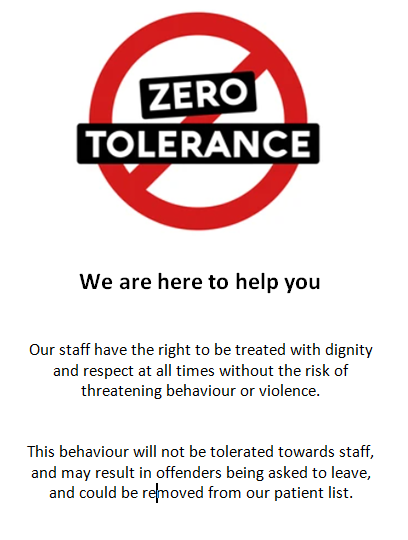 ZERO
TOLERANCE
We are here to help you
Our staff have the right to be treated with dignity
and respect at all times without the risk of
threatening behaviour or violence.
This behaviour will not be tolerated towards staff,
and may result in offenders being asked to leave,
and could be removed from our patient list.